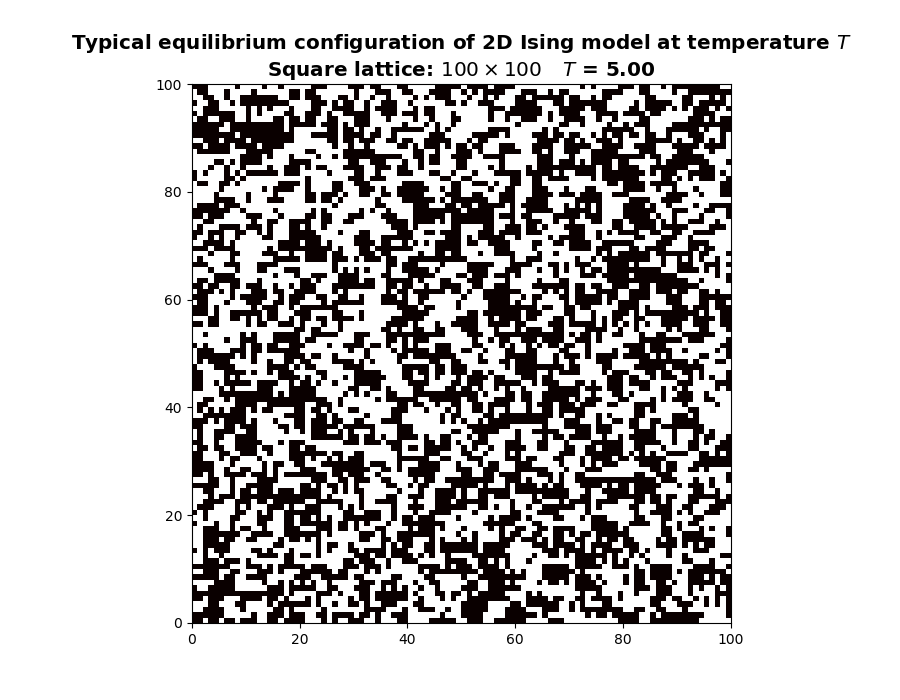 Typical equilibrium configuration of 2D Ising model at temperature T
Square lattice: 100 × 100 T = 5.00
100
80
60
40
20
0
0 20 40 60 80 100